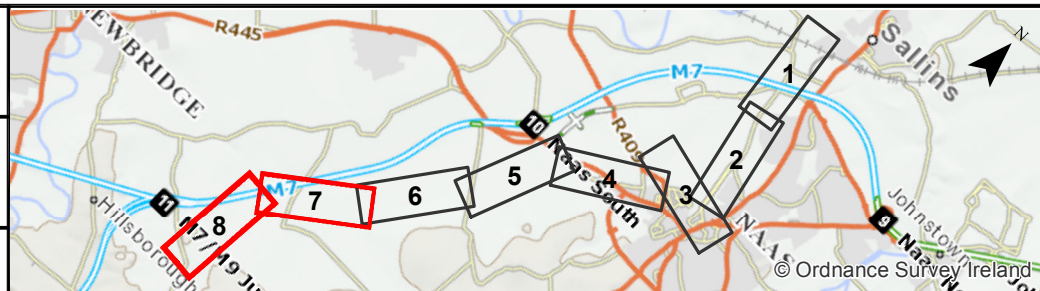 R445
NEWBRIDGE
N
Sallins
M7
1
10
R409
2
Naas South
4
3
5
6
7
M7
8
11
M7
M9
Hillsborough
NAAS
9
Johnstown
© Ordnance Survey Ireland